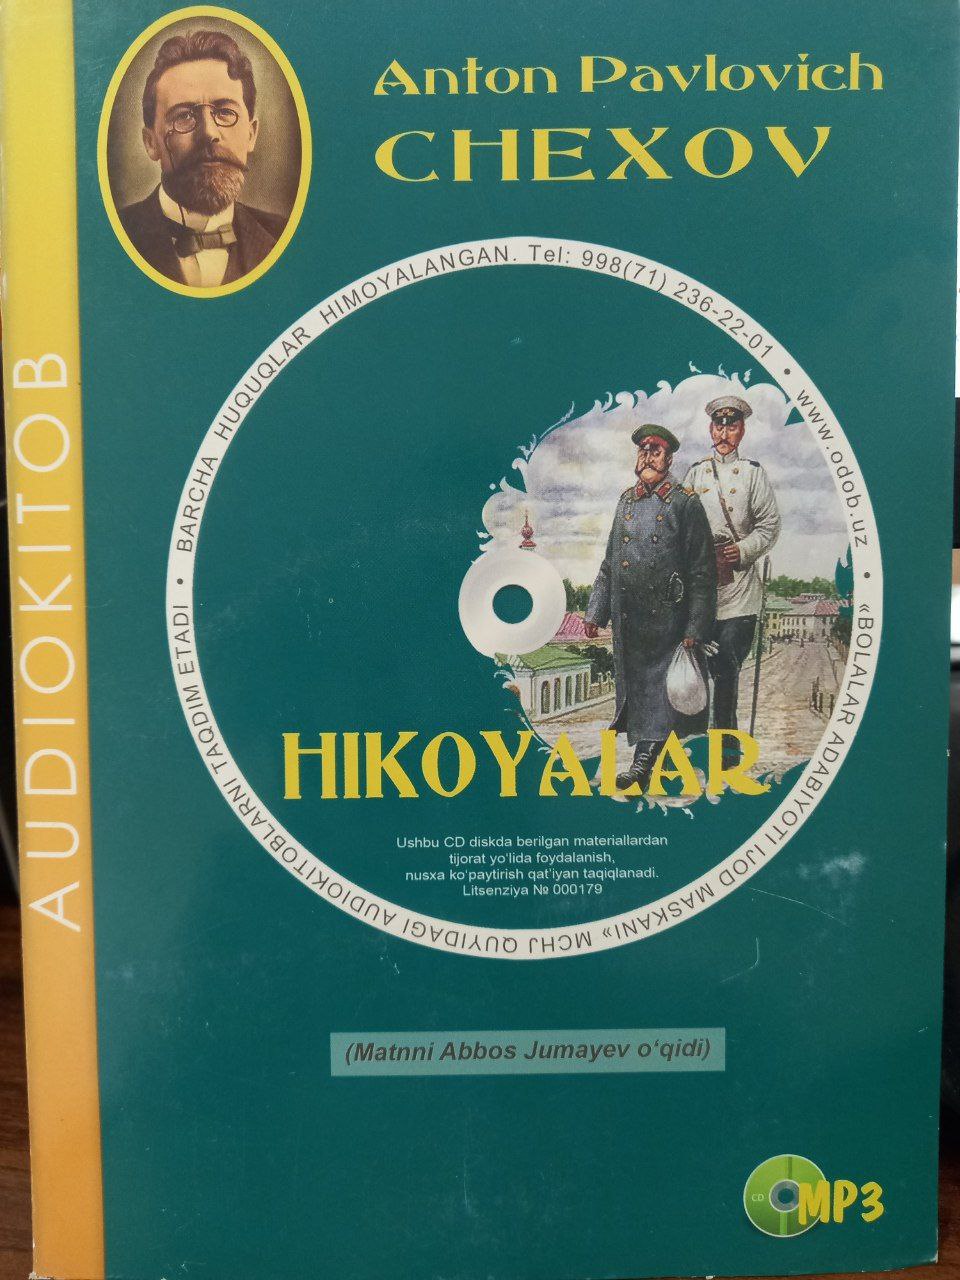 Anton Pavlovich
CHEXOV
AUDIOKITOB
BARCHA HUQUQLAR HIMOYALANGAN. Tel: 998(71) 236-22-01 • www.odob.uz • «BOLALAR ADABIYOTI IJOD MASKANI» MCHJ QUYIDAGI AUDIOKITOBLARNI TAQDIM ETADI •
HIKOYALAR
Ushbu CD diskda berilgan materiallardan
tijorat yo‘lida foydalanish,
nusxa ko‘paytirish qat’iyan taqiqlanadi.
Litsenziya № 000179
(Matnni Abbos Jumayev o‘qidi)
CD MP3